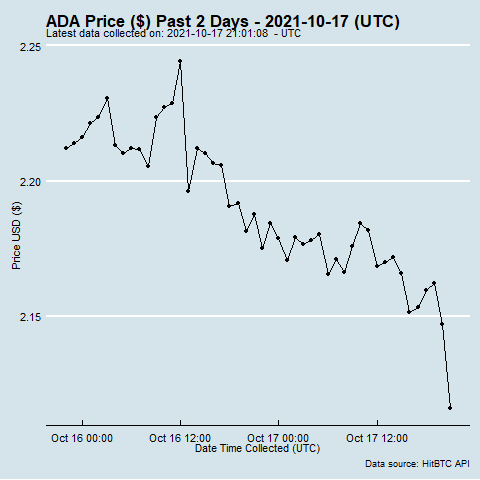 ADA Price ($) Past 2 Days - 2021-10-17 (UTC)
Latest data collected on: 2021-10-17 21:01:08 - UTC
2.25
2.20
2.15
Price USD ($)
Oct 16 00:00 Oct 16 12:00 Oct 17 00:00 Oct 17 12:00
Date Time Collected (UTC)
Data source: HitBTC API